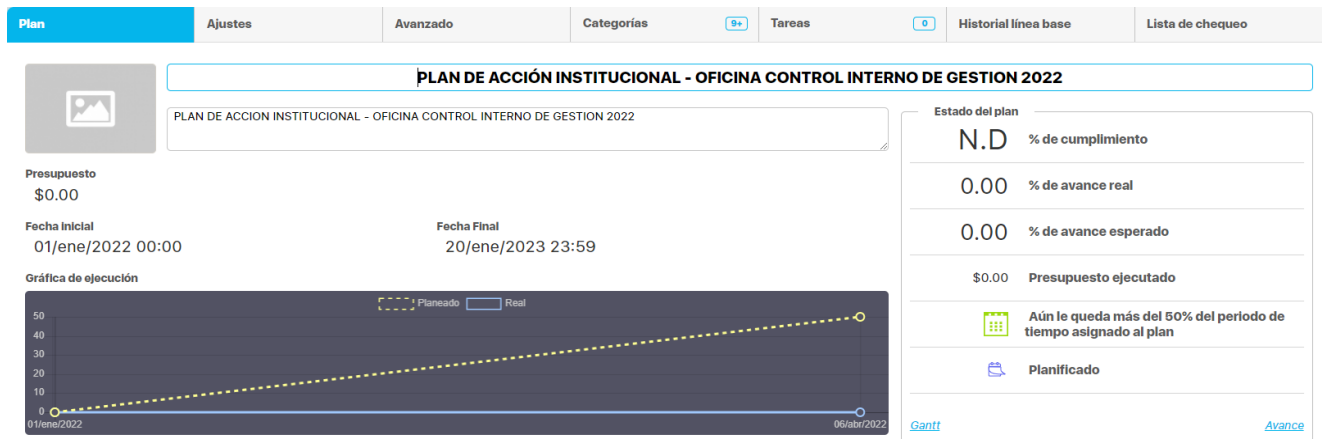 Plan Ajustes Avanzado Categorías 9+ Tareas 0 Historial línea base Lista de chequeo
PLAN DE ACCIÓN INSTITUCIONAL - OFICINA CONTROL INTERNO DE GESTION 2022
PLAN DE ACCION INSTITUCIONAL - OFICINA CONTROL INTERNO DE GESTION 2022
Presupuesto
$0.00
Fecha Inicial
01/ene/2022 00:00
Fecha Final
20/ene/2023 23:59
Gráfica de ejecución
Planeado Real
50
40
30
20
10
0
01/ene/2022 06/abr/2022
Estado del plan
N.D % de cumplimiento
0.00 % de avance real
0.00 % de avance esperado
$0.00 Presupuesto ejecutado
Aún le queda más del 50% del periodo de
tiempo asignado al plan
Planificado
Gantt Avance